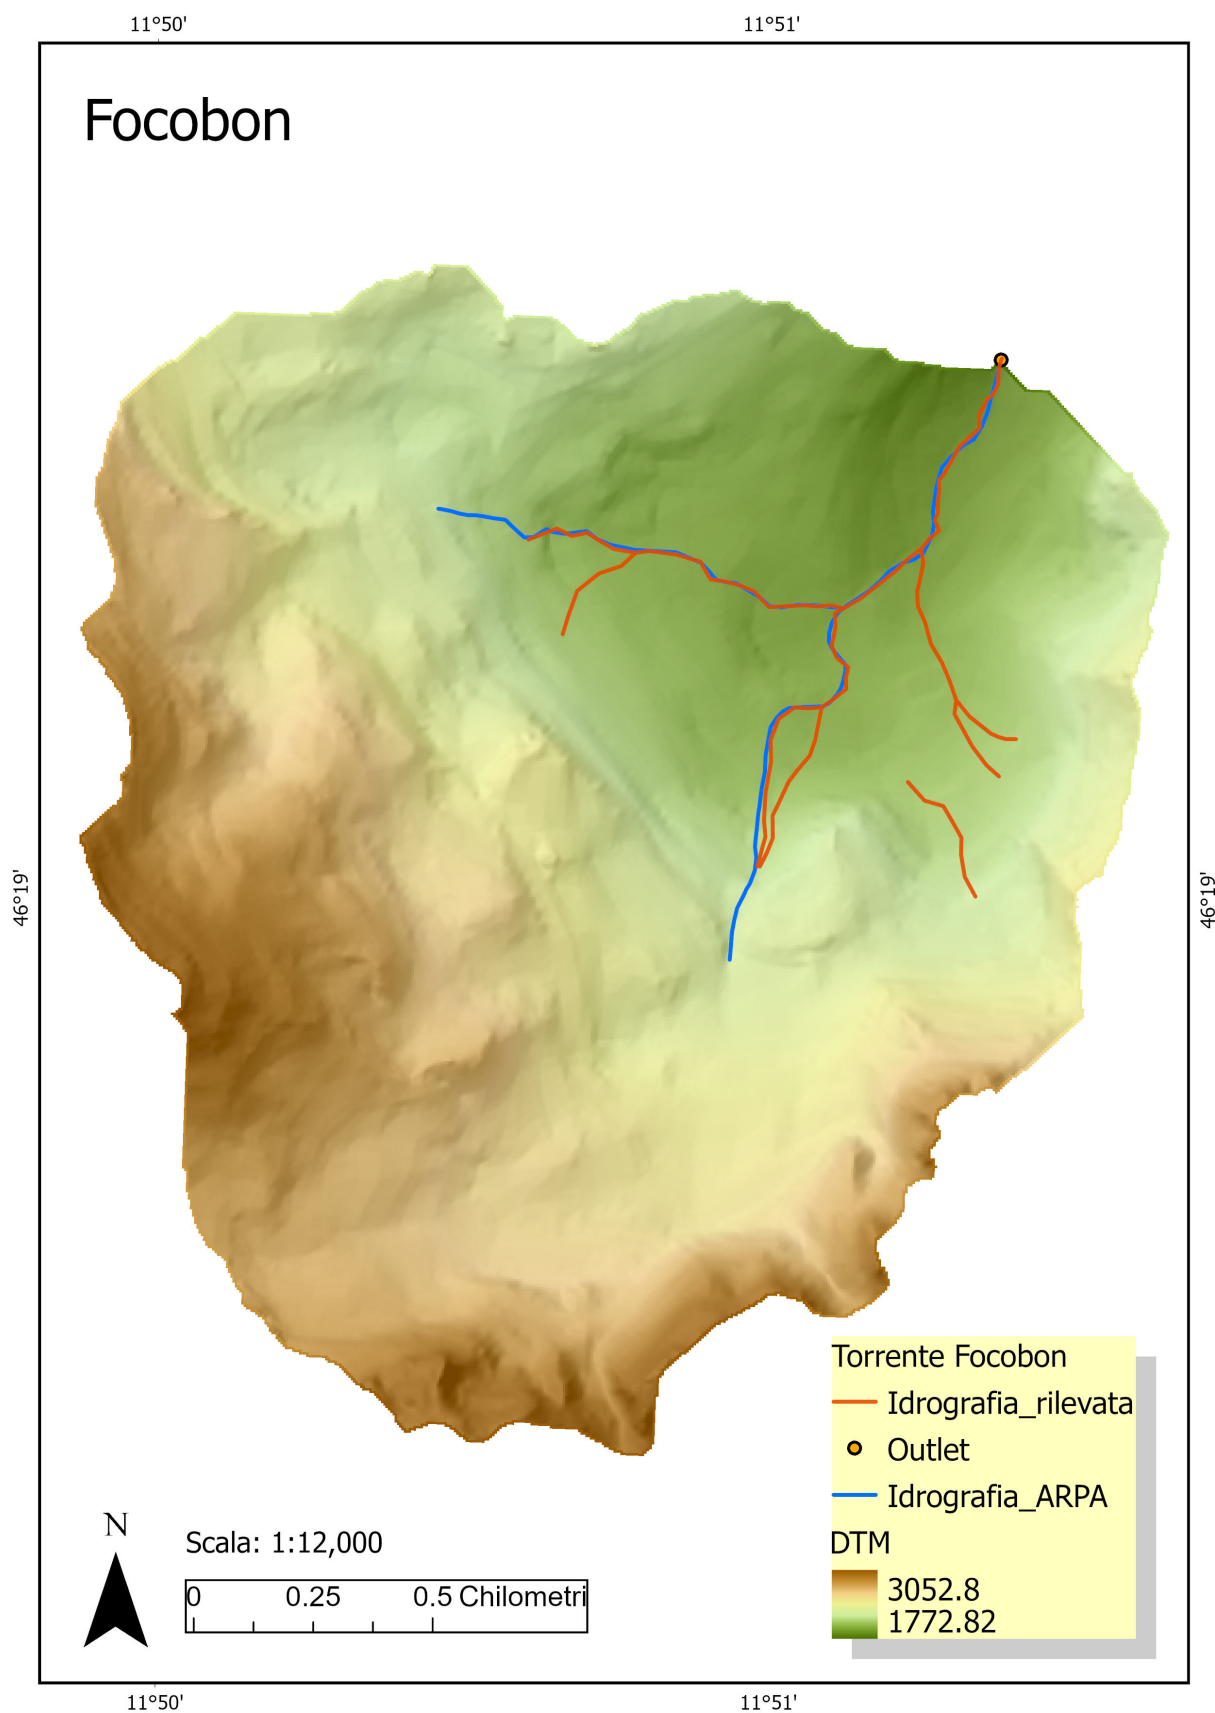 11°50' 11°51'
Focobon
46°19' 46°19'
Torrente Focobon
Idrografia_rilevata
Outlet
Idrografia_ARPA
DTM
3052.8
1772.82
N
Scala: 1:12,000
0 0.25 0.5 Chilometri
11°50' 11°51'